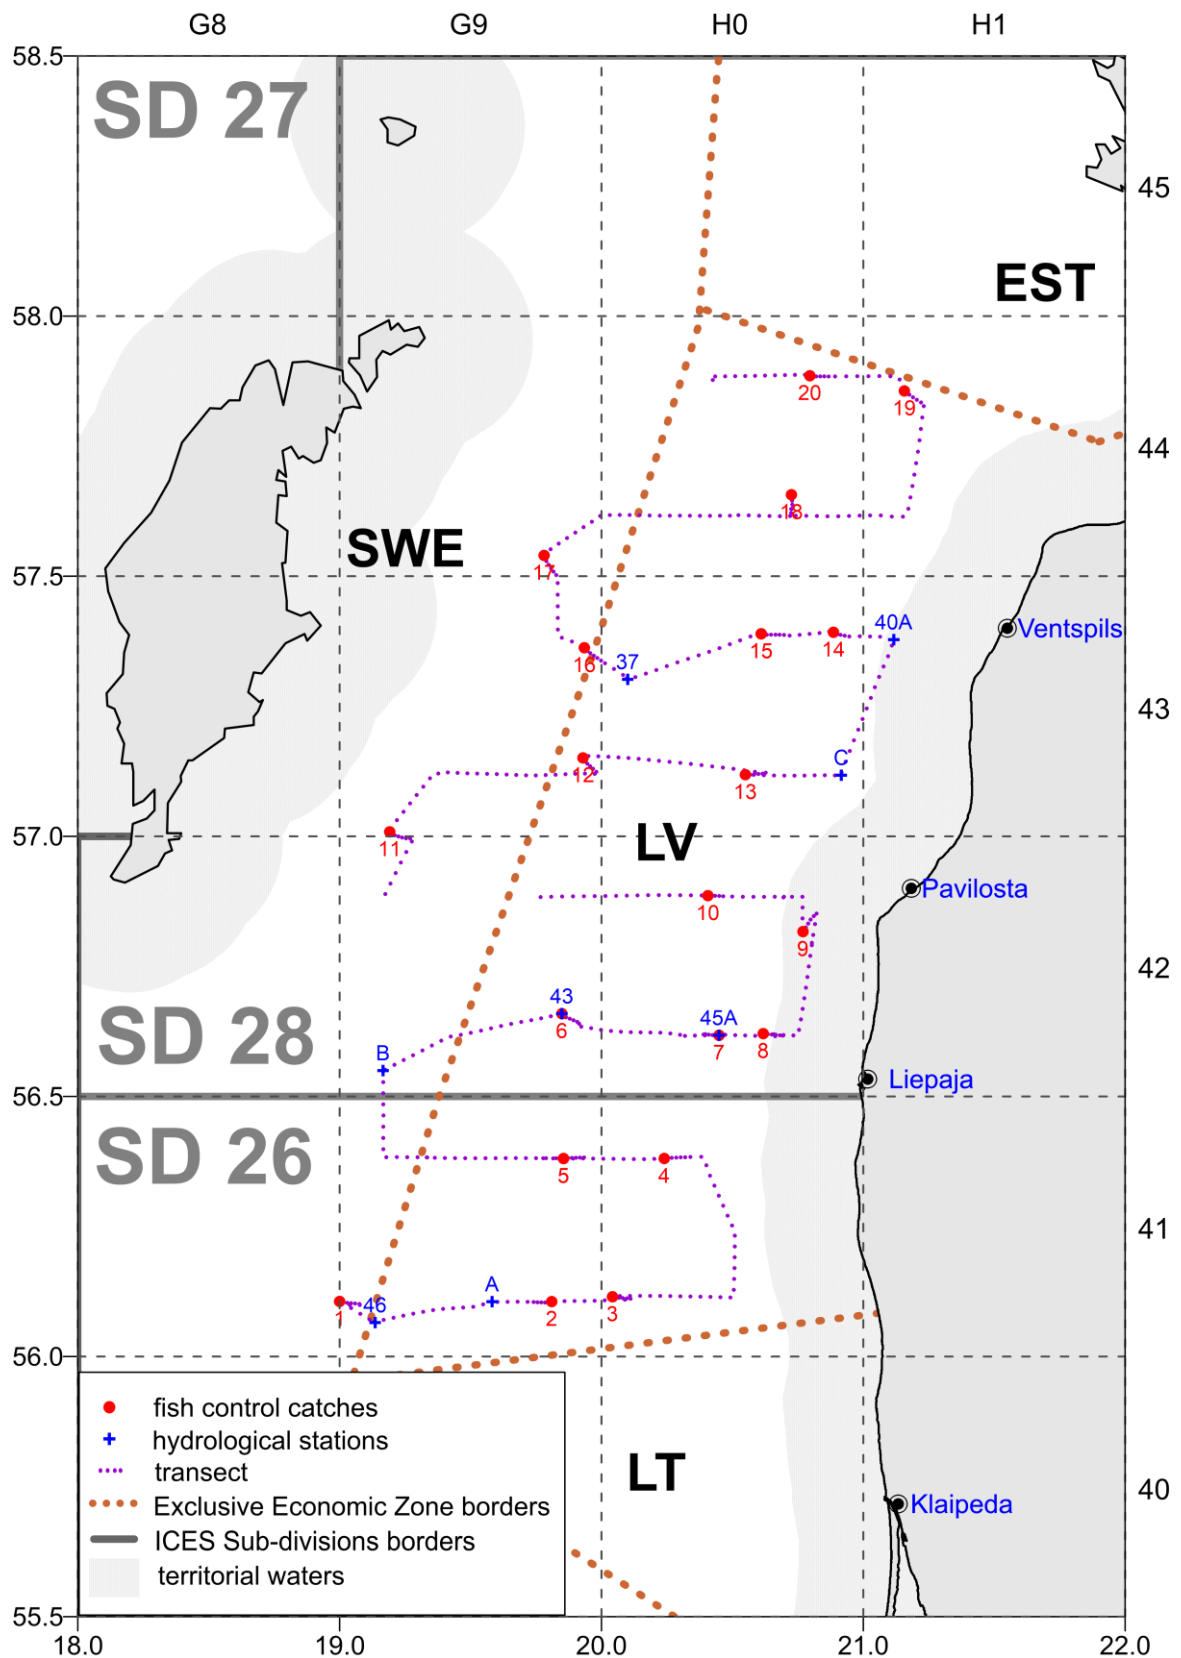 G8 G9 H0 H1
58.5
SD 27
45
EST
58.0
20
19
44
18
SWE
17
57.5
40A
Ventspils
15 14
16 37
43
C
12
13
57.0
11
LV
Pavilosta
10
9
42
43
6
45A
7 8
SD 28
B
Liepaja
56.5
SD 26
5 4
41
A
1 46 2 3
56.0
fish control catches
hydrological stations
transect
Exclusive Economic Zone borders
ICES Sub-divisions borders
territorial waters
LT
40
Klaipeda
55.5
18.0 19.0 20.0 21.0 22.0